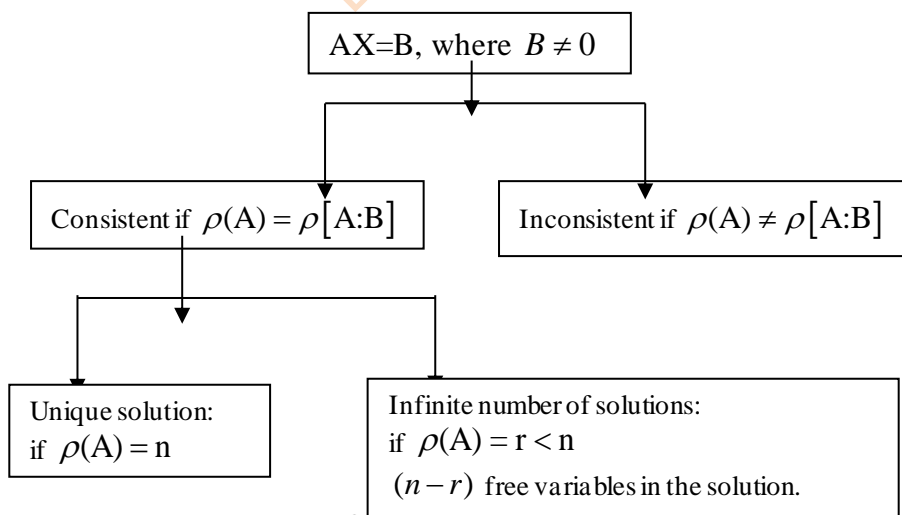 AX=B, where B ≠ 0
Consistent if ρ(A) = ρ[A:B]
Inconsistent if ρ(A) ≠ ρ[A:B]
Unique solution:
if ρ(A) = n
Infinite number of solutions:
if ρ(A) = r < n
(n − r) free variables in the solution.